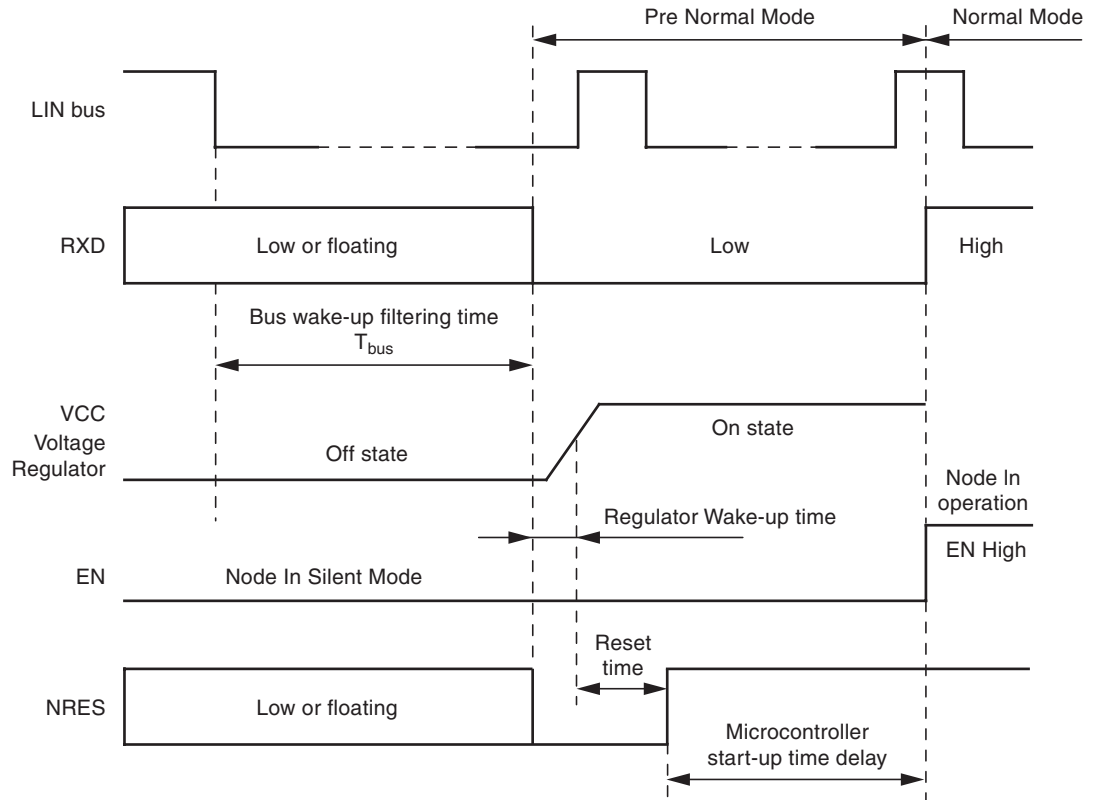 Pre Normal Mode
Normal Mode
LIN bus
RXD
Low or floating
Low
High
Bus wake-up filtering time
Tbus
VCC
Voltage
Regulator
Off state
On state
Node In
operation
Regulator Wake-up time
EN
Node In Silent Mode
EN High
Reset
time
NRES
Low or floating
Microcontroller
start-up time delay